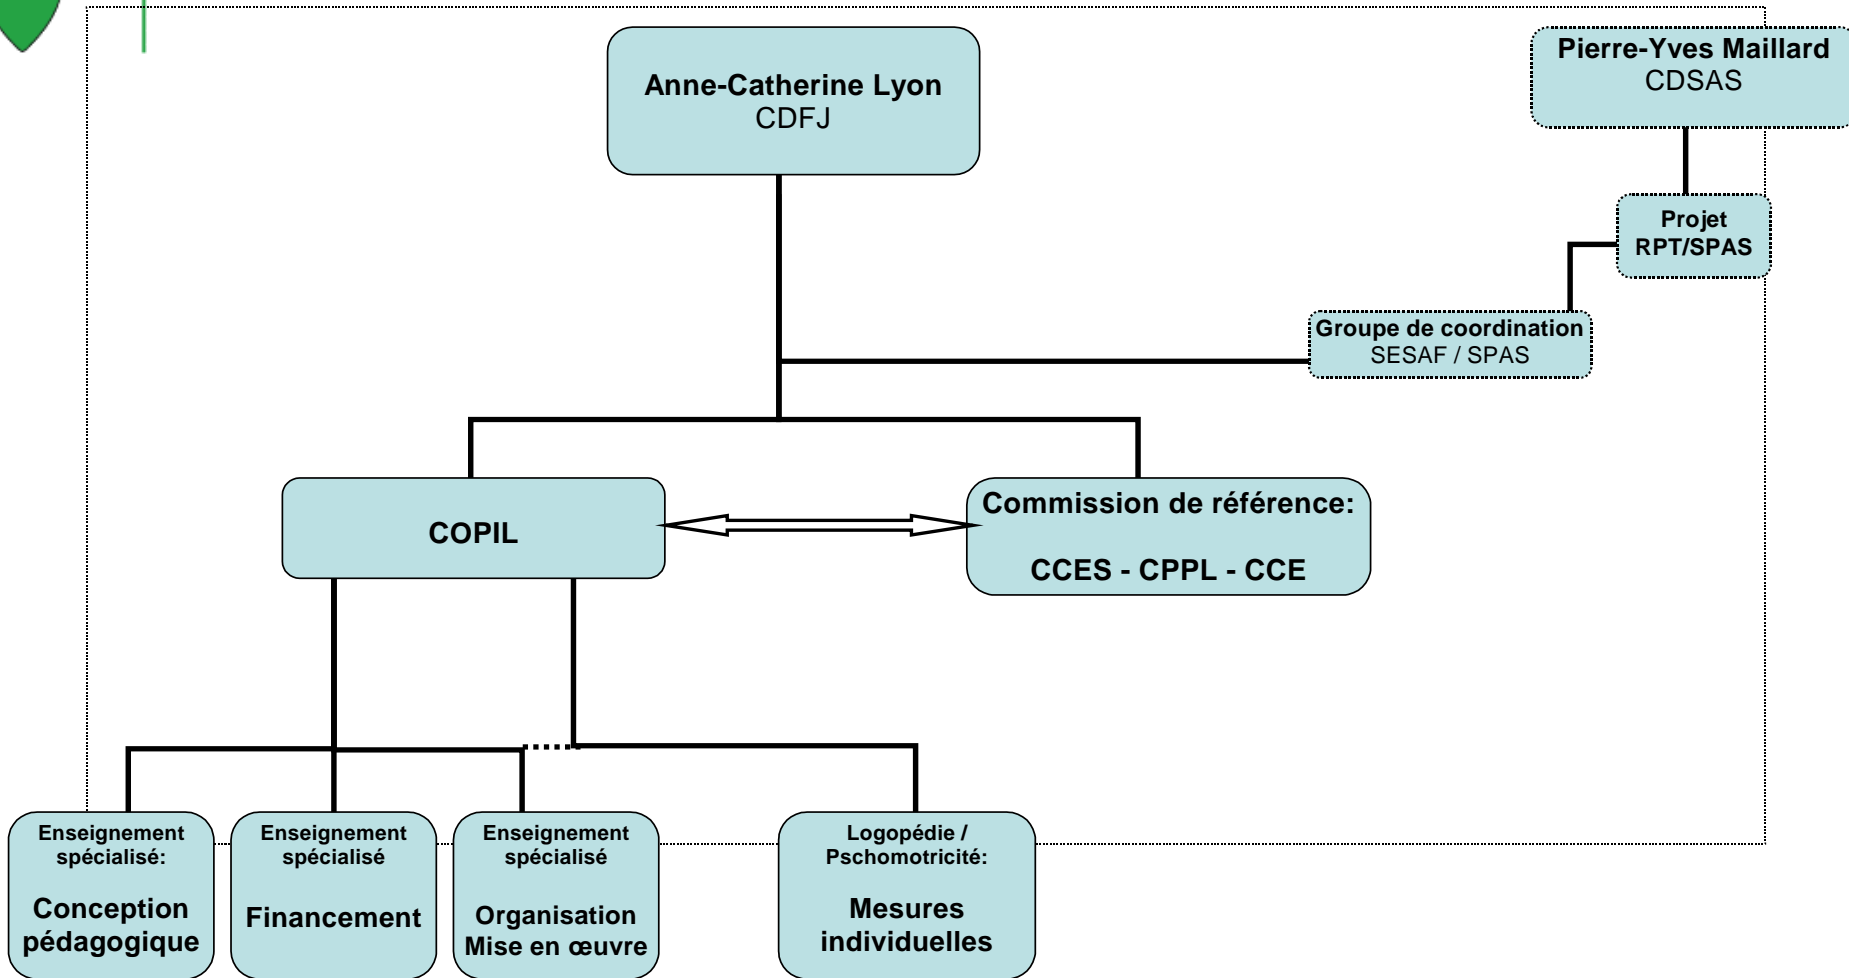 Anne-Catherine Lyon
CDFJ
Pierre-Yves Maillard
CDSAS
Projet
RPT/SPAS
Groupe de coordination
SESAF / SPAS
COPIL
Commission de référence:
CCES - CPPL - CCE
Enseignement
spécialisé:
Conception
pédagogique
Enseignement
spécialisé
Financement
Enseignement
spécialisé
Organisation
Mise en œuvre
Logopédie /
Pschomotricité:
Mesures
individuelles